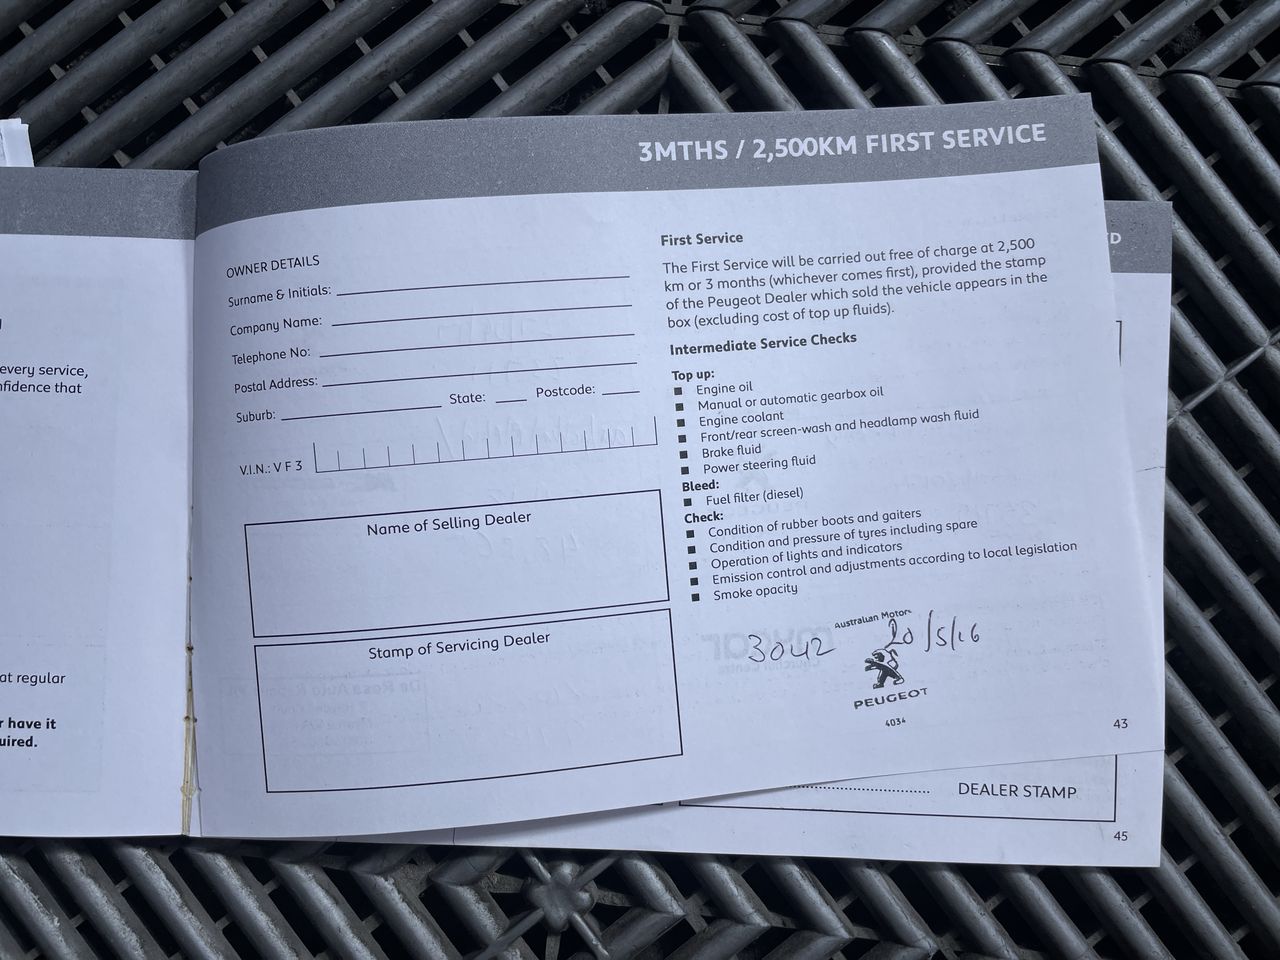 every service,
nfidence that
at regular
r have it
uired.
3MTHS / 2,500KM FIRST SERVICE
OWNER DETAILS
Surname & Initials:
Company Name:
Telephone No:
Postal Address:
Suburb: State: Postcode:
V.I.N.: V F 3
Name of Selling Dealer
Stamp of Servicing Dealer
First Service
The First Service will be carried out free of charge at 2,500
km or 3 months (whichever comes first), provided the stamp
of the Peugeot Dealer which sold the vehicle appears in the
box (excluding cost of top up fluids).
Intermediate Service Checks
Top up:
■ Engine oil
■ Manual or automatic gearbox oil
■ Engine coolant
■ Front/rear screen-wash and headlamp wash fluid
■ Brake fluid
■ Power steering fluid
Bleed:
■ Fuel filter (diesel)
Check:
■ Condition of rubber boots and gaiters
■ Condition and pressure of tyres including spare
■ Operation of lights and indicators
■ Emission control and adjustments according to local legislation
■ Smoke opacity
Australian Motors
3042 20/5/16
PEUGEOT
4034
43
DEALER STAMP
45